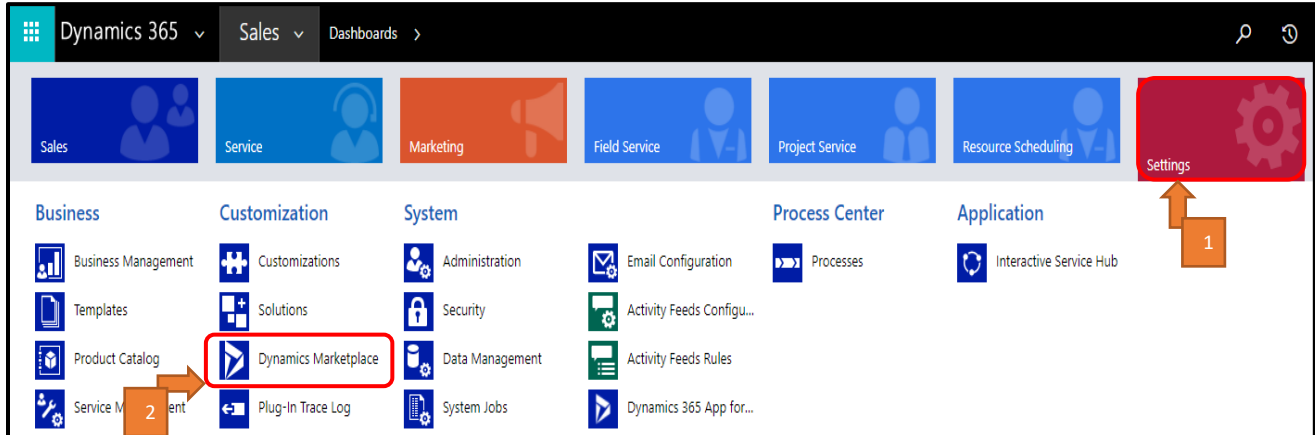 Dynamics 365 Sales Dashboards
Sales Service Marketing Field Service Project Service Resource Scheduling Settings
1
Business
Business Management
Templates
Product Catalog
Service M ent
2
Customization
Customizations
Solutions
Dynamics Marketplace
Plug-In Trace Log
System
Administration
Security
Data Management
System Jobs
Email Configuration
Activity Feeds Configu...
Activity Feeds Rules
Dynamics 365 App for...
Process Center
Processes
Application
Interactive Service Hub